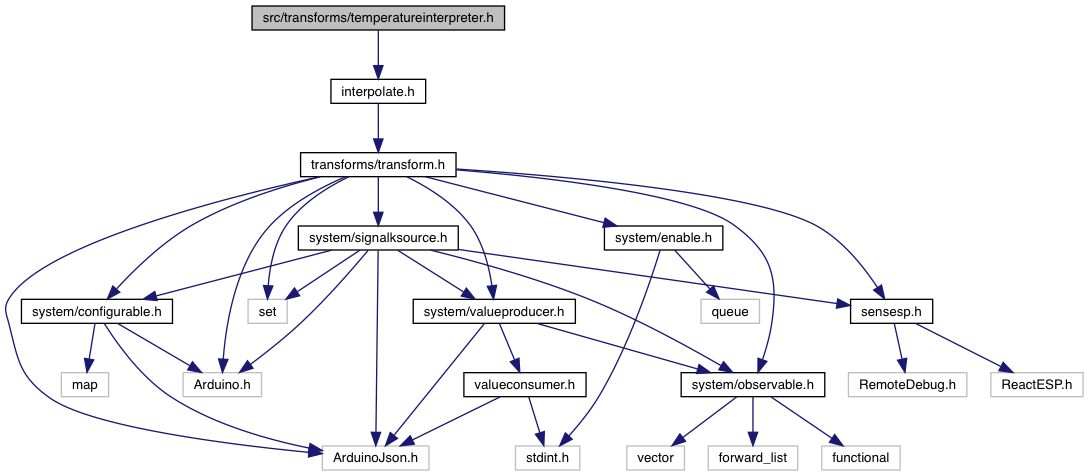 src/transforms/temperatureinterpreter.h
interpolate.h
transforms/transform.h
system/signalksource.h
system/enable.h
system/configurable.h
set
system/valueproducer.h
queue
sensesp.h
map
Arduino.h
valueconsumer.h
system/observable.h
RemoteDebug.h
ReactESP.h
ArduinoJson.h
stdint.h
vector
forward_list
functional